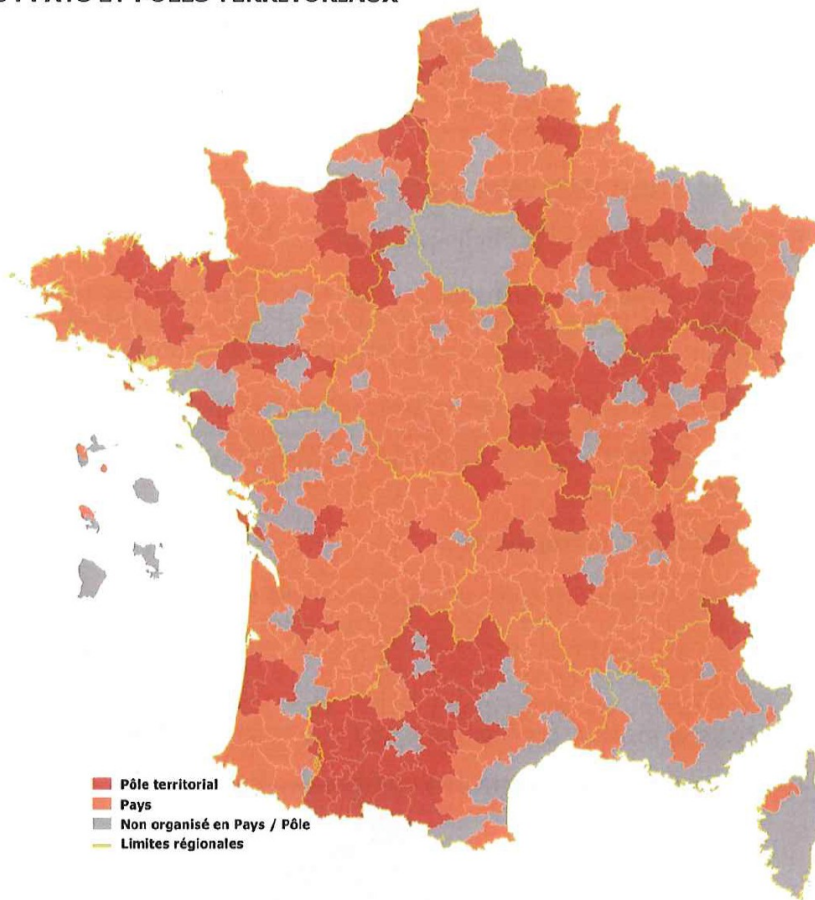 Pôle territorial
Pays
Non organisé en Pays / Pôle
Limites régionales